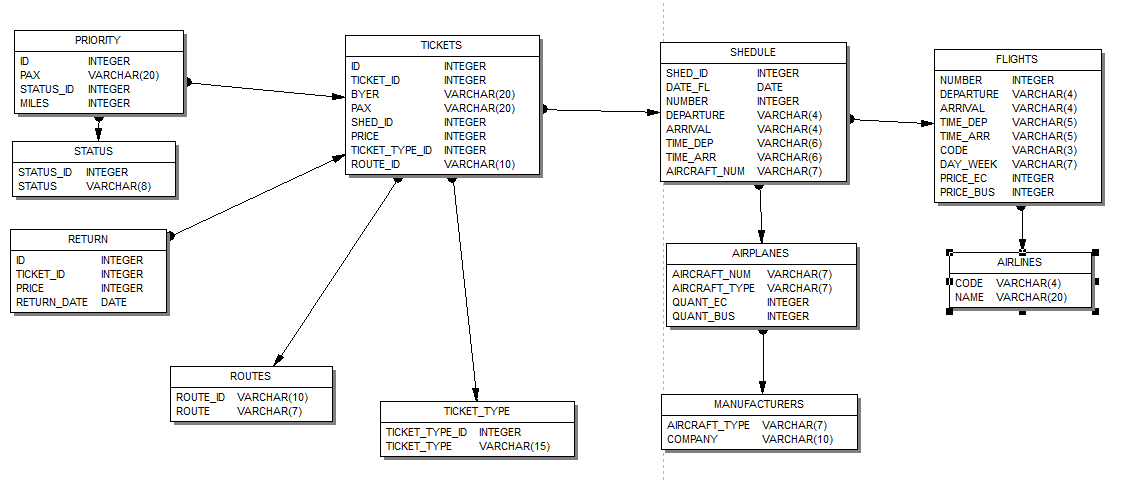 PRIORITY
ID INTEGER
PAX VARCHAR(20)
STATUS_ID INTEGER
MILES INTEGER
STATUS
STATUS_ID INTEGER
STATUS VARCHAR(8)
RETURN
ID INTEGER
TICKET_ID INTEGER
PRICE INTEGER
RETURN_DATE DATE
TICKETS
ID INTEGER
TICKET_ID INTEGER
BYER VARCHAR(20)
PAX VARCHAR(20)
SHED_ID INTEGER
PRICE INTEGER
TICKET_TYPE_ID INTEGER
ROUTE_ID VARCHAR(10)
ROUTES
ROUTE_ID VARCHAR(10)
ROUTE VARCHAR(7)
TICKET_TYPE
TICKET_TYPE_ID INTEGER
TICKET_TYPE VARCHAR(15)
SHEDULE
SHED_ID INTEGER
DATE_FL DATE
NUMBER INTEGER
DEPARTURE VARCHAR(4)
ARRIVAL VARCHAR(4)
TIME_DEP VARCHAR(6)
TIME_ARR VARCHAR(6)
AIRCRAFT_NUM VARCHAR(7)
AIRPLANES
AIRCRAFT_NUM VARCHAR(7)
AIRCRAFT_TYPE VARCHAR(7)
QUANT_EC INTEGER
QUANT_BUS INTEGER
MANUFACTURERS
AIRCRAFT_TYPE VARCHAR(7)
COMPANY VARCHAR(10)
FLIGHTS
NUMBER INTEGER
DEPARTURE VARCHAR(4)
ARRIVAL VARCHAR(4)
TIME_DEP VARCHAR(5)
TIME_ARR VARCHAR(5)
CODE VARCHAR(3)
DAY_WEEK VARCHAR(7)
PRICE_EC INTEGER
PRICE_BUS INTEGER
AIRLINES
CODE VARCHAR(4)
NAME VARCHAR(20)